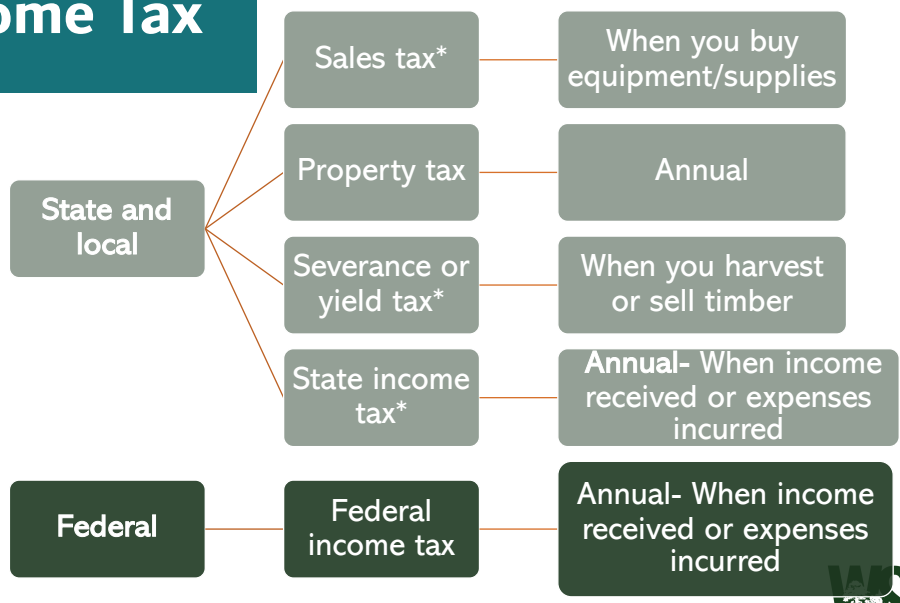 ome Tax
Sales tax*
When you buy
equipment/supplies
Property tax
Annual
State and
local
Severance or
yield tax*
When you harvest
or sell timber
State income
tax*
Annual- When income
received or expenses
incurred
Federal
Federal
income tax
Annual- When income
received or expenses
incurred